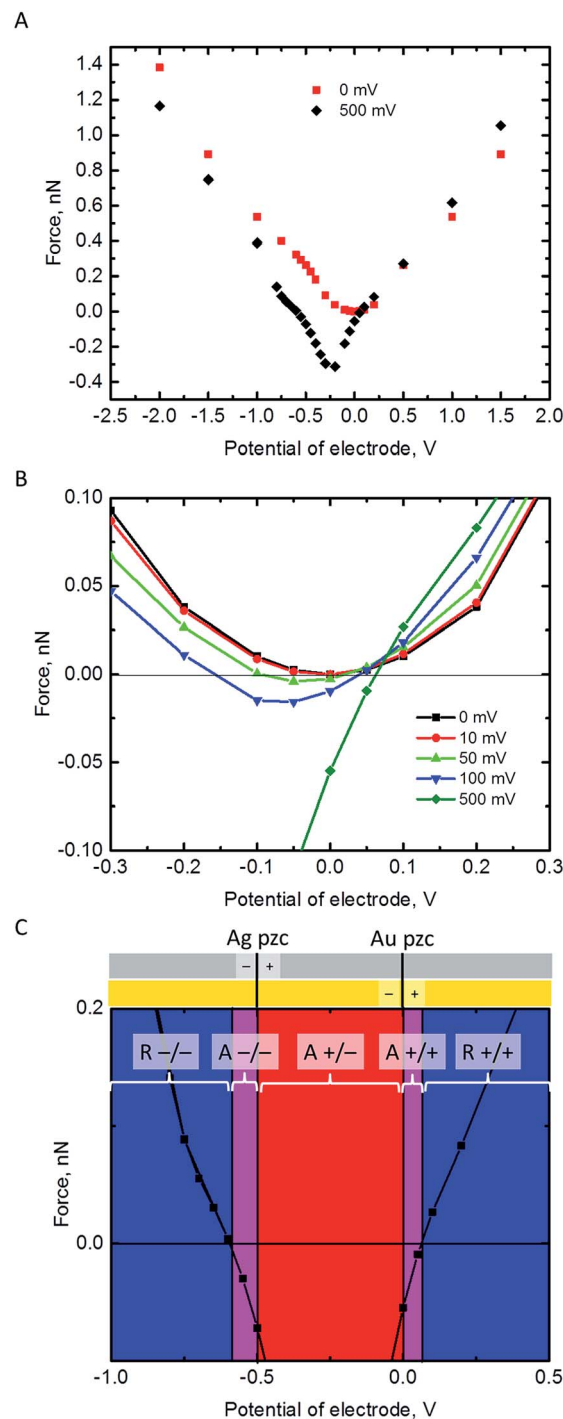 A
1.4
1.2
1.0
0.8
0.6
0.4
0.2
0.0
-0.2
-0.4
Force, nN
0 mV
500 mV
-2.5 -2.0 -1.5 -1.0 -0.5 0.0 0.5 1.0 1.5 2.0
Potential of electrode, V
B
0.10
0.05
0.00
-0.05
-0.10
Force, nN
0 mV
10 mV
50 mV
100 mV
500 mV
-0.3 -0.2 -0.1 0.0 0.1 0.2
Potential of electrode, V
C
Ag pzc Au pzc
− +
− +
0.2
0.0
Force, nN
R −/− A −/− A +/− A +/+ R +/+
-1.0 -0.5 0.0 0.5
Potential of electrode, V